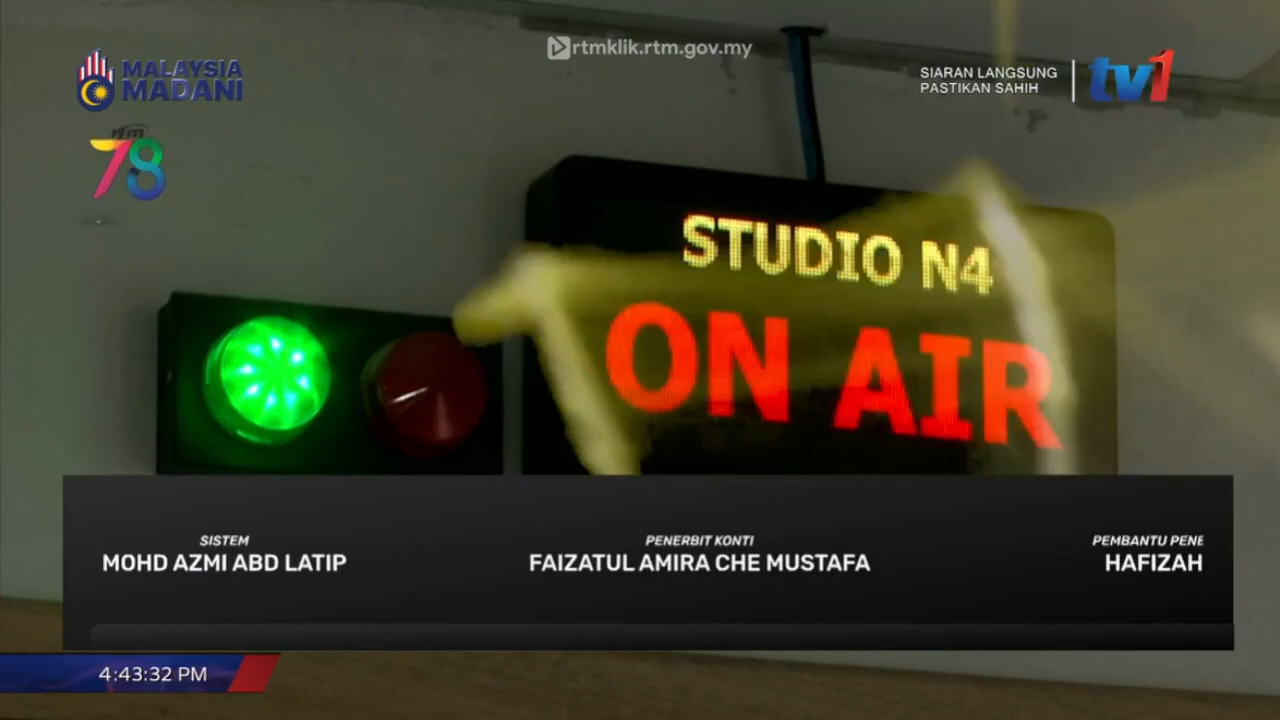 rtmklik.rtm.gov.my
MALAYSIA
MADANI
SIARAN LANGSUNG
PASTIKAN SAHIH
tv1
rtm
78
STUDIO N4
ON AIR
SISTEM
MOHD AZMI ABD LATIP
PENERBIT KONTI
FAIZATUL AMIRA CHE MUSTAFA
PEMBANTU PENE
HAFIZAH
4:43:32 PM